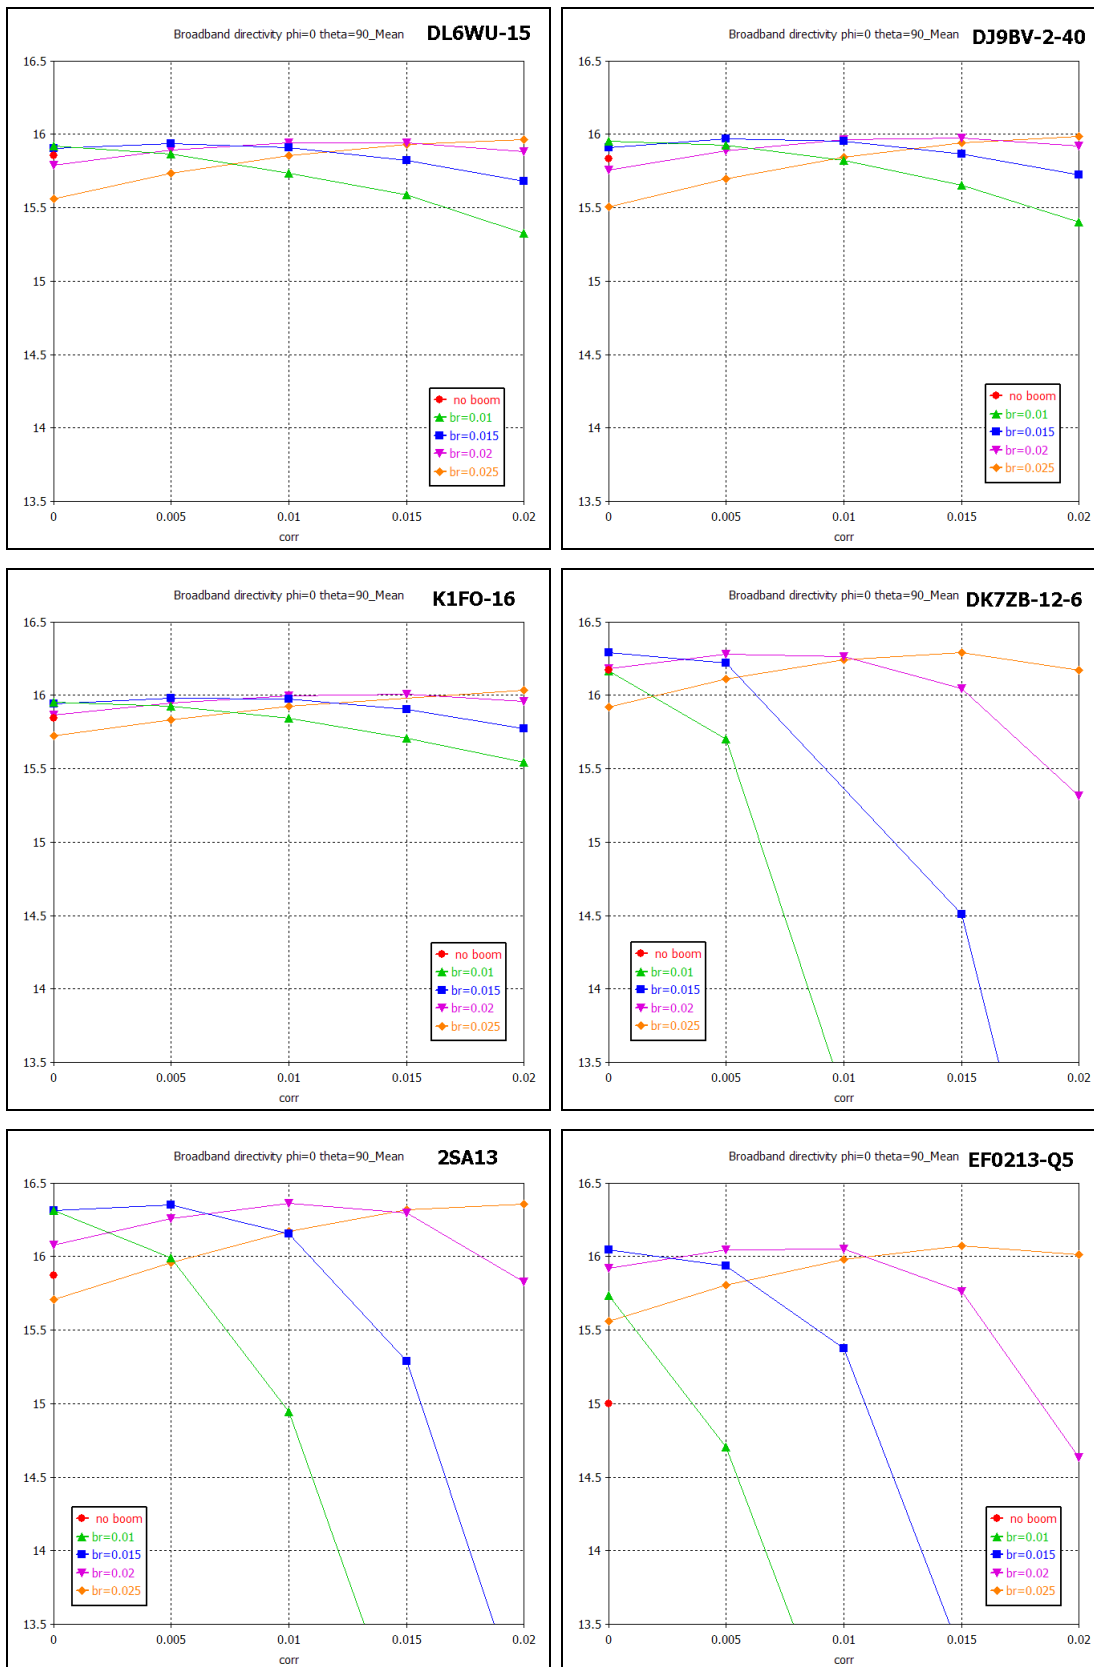 Broadband directivity phi=0 theta=90_Mean DL6WU-15
16.5
16
15.5
15
14.5
14
13.5
0 0.005 0.01 0.015 0.02
corr
no boom
br=0.01
br=0.015
br=0.02
br=0.025
Broadband directivity phi=0 theta=90_Mean DJ9BV-2-40
16.5
16
15.5
15
14.5
14
13.5
0 0.005 0.01 0.015 0.02
corr
no boom
br=0.01
br=0.015
br=0.02
br=0.025
Broadband directivity phi=0 theta=90_Mean K1FO-16
16.5
16
15.5
15
14.5
14
13.5
0 0.005 0.01 0.015 0.02
corr
no boom
br=0.01
br=0.015
br=0.02
br=0.025
Broadband directivity phi=0 theta=90_Mean DK7ZB-12-6
16.5
16
15.5
15
14.5
14
13.5
0 0.005 0.01 0.015 0.02
corr
no boom
br=0.01
br=0.015
br=0.02
br=0.025
Broadband directivity phi=0 theta=90_Mean 2SA13
16.5
16
15.5
15
14.5
14
13.5
0 0.005 0.01 0.015 0.02
corr
no boom
br=0.01
br=0.015
br=0.02
br=0.025
Broadband directivity phi=0 theta=90_Mean EF0213-Q5
16.5
16
15.5
15
14.5
14
13.5
0 0.005 0.01 0.015 0.02
corr
no boom
br=0.01
br=0.015
br=0.02
br=0.025